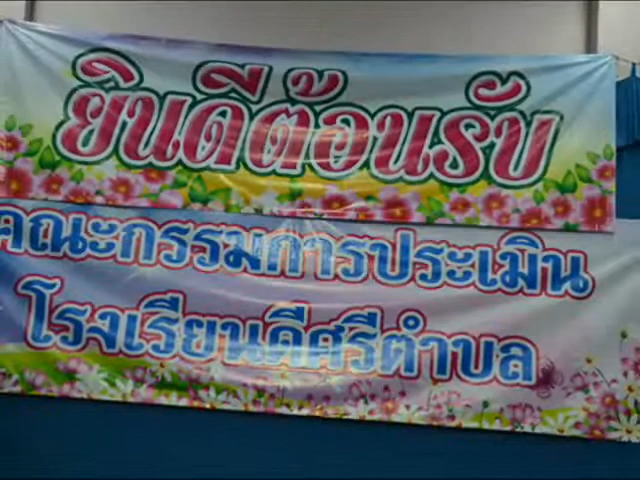 ยินดีต้อนรับ
คณะกรรมการประเมิน
โรงเรียนดีศรีตำบล